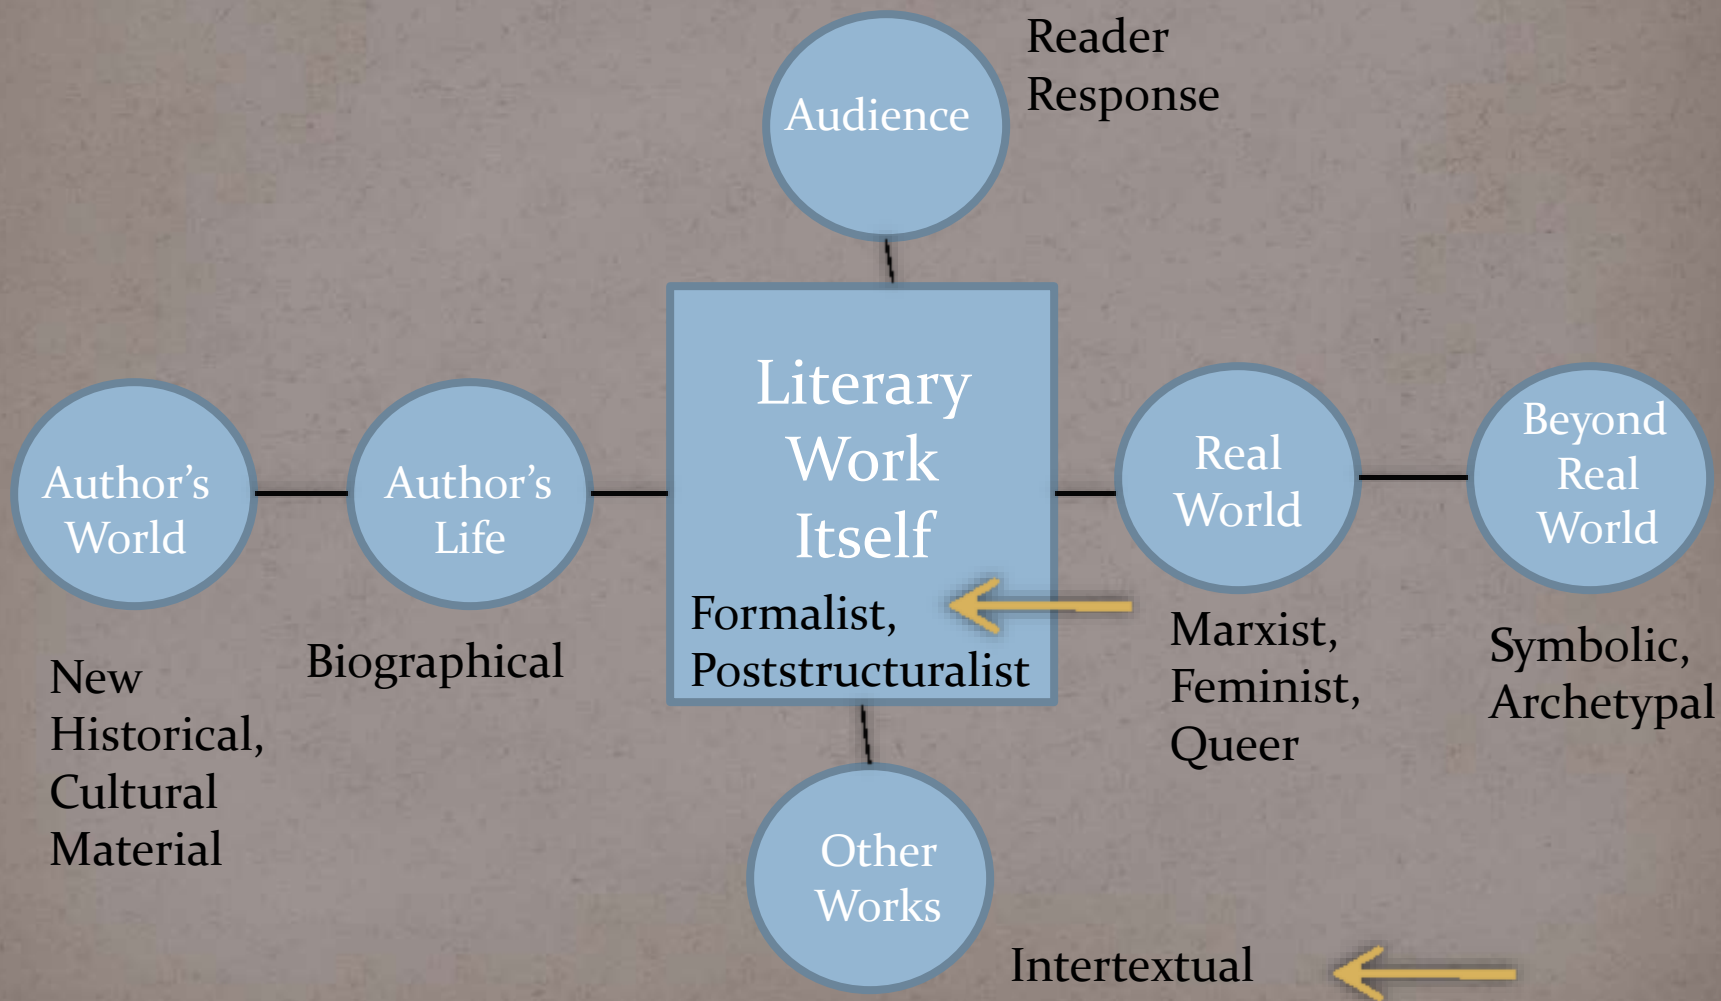 Audience
Reader
Response
Author's
World
New
Historical,
Cultural
Material
Author's
Life
Biographical
Literary
Work
Itself
Formalist,
Poststructuralist
Real
World
Marxist,
Feminist,
Queer
Beyond
Real
World
Symbolic,
Archetypal
Other
Works
Intertextual